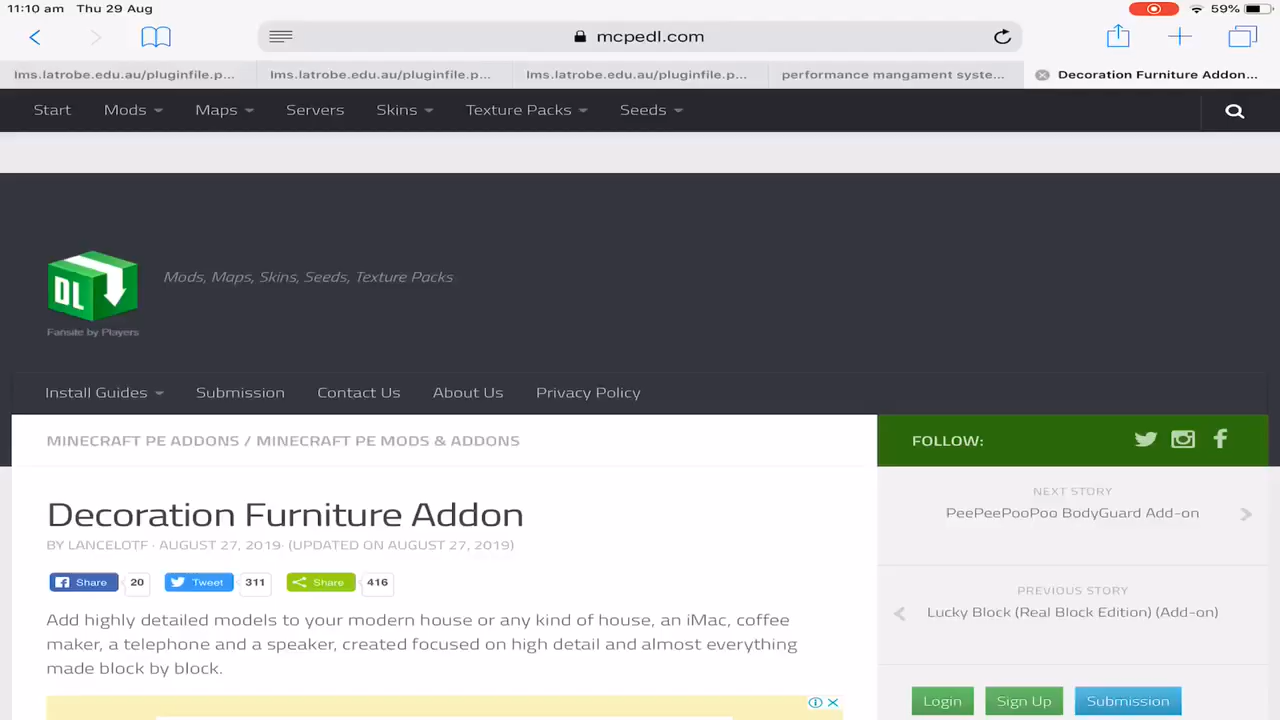 11:10 am Thu 29 Aug
59%
mcpedl.com
lms.latrobe.edu.au/pluginfile.p...
lms.latrobe.edu.au/pluginfile.p...
lms.latrobe.edu.au/pluginfile.p...
performance mangament syste...
Decoration Furniture Addon...
Start Mods Maps Servers Skins Texture Packs Seeds
DL
Fansite by Players
Mods, Maps, Skins, Seeds, Texture Packs
Install Guides Submission Contact Us About Us Privacy Policy
MINECRAFT PE ADDONS / MINECRAFT PE MODS & ADDONS
Decoration Furniture Addon
BY LANCELOTF · AUGUST 27, 2019· (UPDATED ON AUGUST 27, 2019)
Share 20 Tweet 311 Share 416
Add highly detailed models to your modern house or any kind of house, an iMac, coffee
maker, a telephone and a speaker, created focused on high detail and almost everything
made block by block.
FOLLOW:
NEXT STORY
PeePeePooPoo BodyGuard Add-on
PREVIOUS STORY
Lucky Block (Real Block Edition) (Add-on)
Login Sign Up Submission